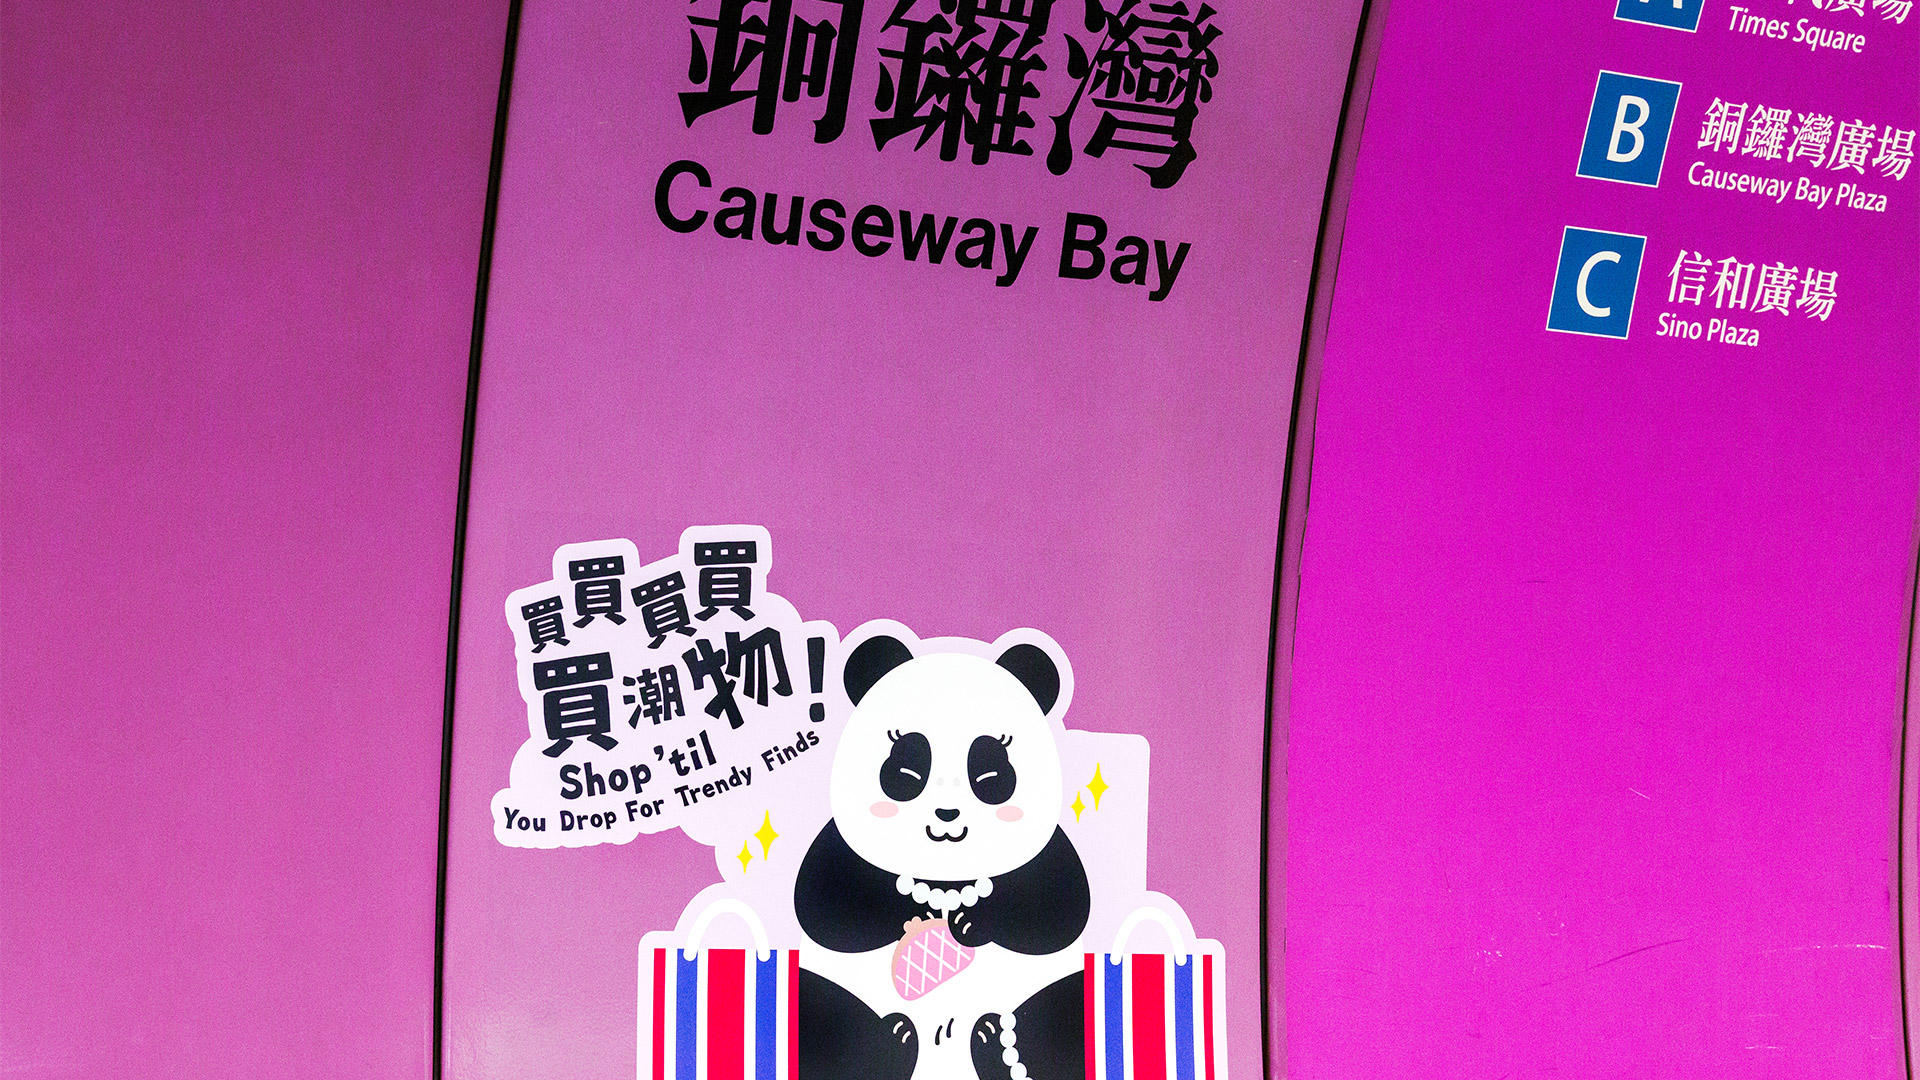 銅鑼灣
Causeway Bay
Times Square
B
銅鑼灣廣場
Causeway Bay Plaza
C
信和廣場
Sino Plaza
買買買買
買潮物!
Shop 'til
You Drop For Trendy Finds